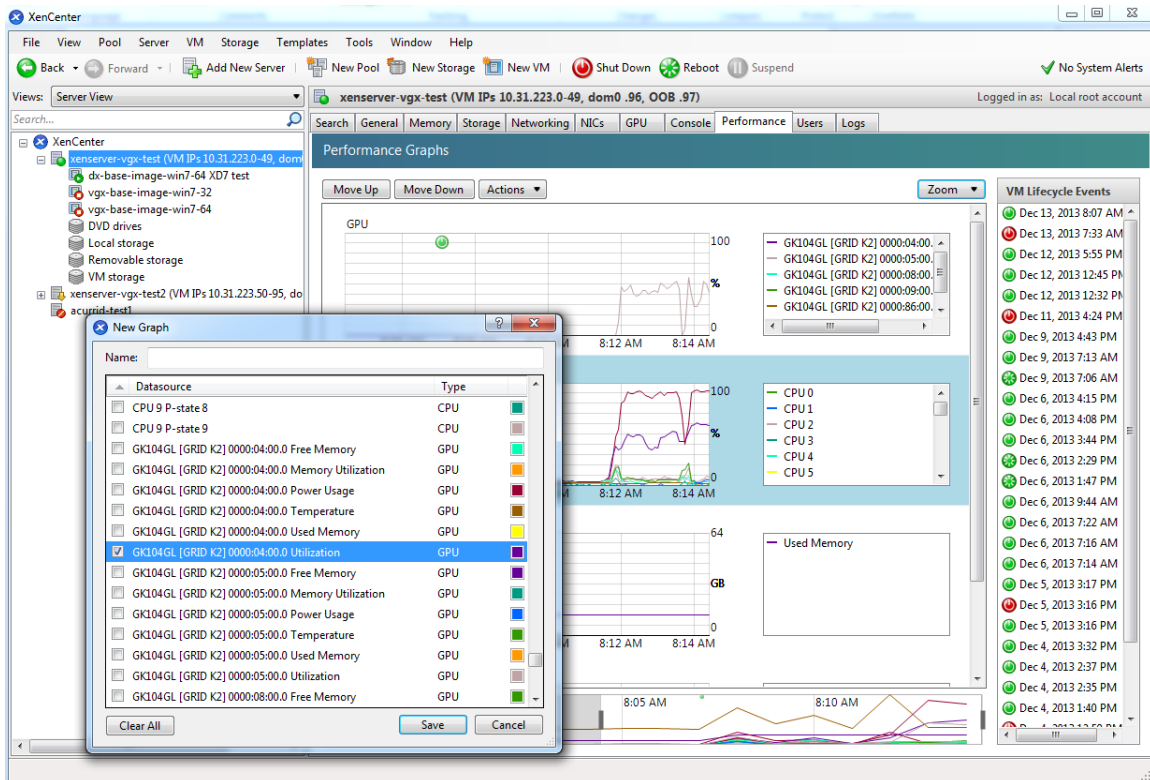 XenCenter
File View Pool Server VM Storage Templates Tools Window Help
Back Forward Add New Server New Pool New Storage New VM Shut Down Reboot Suspend No System Alerts
Views: Server View
xenserver-vgx-test (VM IPs 10.31.223.0-49, dom0 .96, OOB .97) Logged in as: Local root account
Search...
Search General Memory Storage Networking NICs GPU Console Performance Users Logs
XenCenter
xenserver-vgx-test (VM IPs 10.31.223.0-49, dom
dx-base-image-win7-64 XD7 test
vgx-base-image-win7-32
vgx-base-image-win7-64
DVD drives
Local storage
Removable storage
VM storage
xenserver-vgx-test2 (VM IPs 10.31.223.50-95, do
acurrid-test1
Performance Graphs
Move Up Move Down Actions Zoom
GPU
100
%
0
8:12 AM 8:14 AM
GK104GL [GRID K2] 0000:04:00.
GK104GL [GRID K2] 0000:05:00.
GK104GL [GRID K2] 0000:08:00.
GK104GL [GRID K2] 0000:09:00.
GK104GL [GRID K2] 0000:86:00.
100
%
0
8:12 AM 8:14 AM
CPU 0
CPU 1
CPU 2
CPU 3
CPU 4
CPU 5
64
GB
0
8:12 AM 8:14 AM
Used Memory
8:05 AM 8:10 AM
VM Lifecycle Events
Dec 13, 2013 8:07 AM
Dec 13, 2013 7:33 AM
Dec 12, 2013 5:55 PM
Dec 12, 2013 12:45 PM
Dec 12, 2013 12:32 PM
Dec 11, 2013 4:24 PM
Dec 9, 2013 4:43 PM
Dec 9, 2013 7:13 AM
Dec 9, 2013 7:06 AM
Dec 6, 2013 4:15 PM
Dec 6, 2013 4:08 PM
Dec 6, 2013 3:44 PM
Dec 6, 2013 2:29 PM
Dec 6, 2013 1:47 PM
Dec 6, 2013 9:44 AM
Dec 6, 2013 7:22 AM
Dec 6, 2013 7:16 AM
Dec 6, 2013 7:14 AM
Dec 5, 2013 3:17 PM
Dec 5, 2013 3:16 PM
Dec 5, 2013 3:16 PM
Dec 4, 2013 3:32 PM
Dec 4, 2013 2:37 PM
Dec 4, 2013 2:35 PM
Dec 4, 2013 1:40 PM
New Graph
Name:
Datasource Type
CPU 9 P-state 8 CPU
CPU 9 P-state 9 CPU
GK104GL [GRID K2] 0000:04:00.0 Free Memory GPU
GK104GL [GRID K2] 0000:04:00.0 Memory Utilization GPU
GK104GL [GRID K2] 0000:04:00.0 Power Usage GPU
GK104GL [GRID K2] 0000:04:00.0 Temperature GPU
GK104GL [GRID K2] 0000:04:00.0 Used Memory GPU
GK104GL [GRID K2] 0000:04:00.0 Utilization GPU
GK104GL [GRID K2] 0000:05:00.0 Free Memory GPU
GK104GL [GRID K2] 0000:05:00.0 Memory Utilization GPU
GK104GL [GRID K2] 0000:05:00.0 Power Usage GPU
GK104GL [GRID K2] 0000:05:00.0 Temperature GPU
GK104GL [GRID K2] 0000:05:00.0 Used Memory GPU
GK104GL [GRID K2] 0000:05:00.0 Utilization GPU
GK104GL [GRID K2] 0000:08:00.0 Free Memory GPU
Clear All Save Cancel